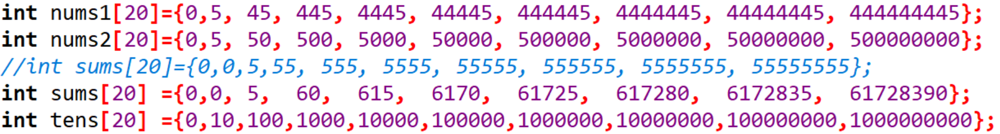 int nums1[20]={0,5, 45, 445, 4445, 44445, 444445, 4444445, 44444445, 444444445};
int nums2[20]={0,5, 50, 500, 5000, 50000, 500000, 5000000, 50000000, 500000000};
//int sums[20]={0,0,5,55, 555, 5555, 55555, 555555, 5555555, 55555555};
int sums[20] ={0,0, 5, 60, 615, 6170, 61725, 617280, 6172835, 61728390};
int tens[20] ={0,10,100,1000,10000,100000,1000000,10000000,100000000,1000000000};